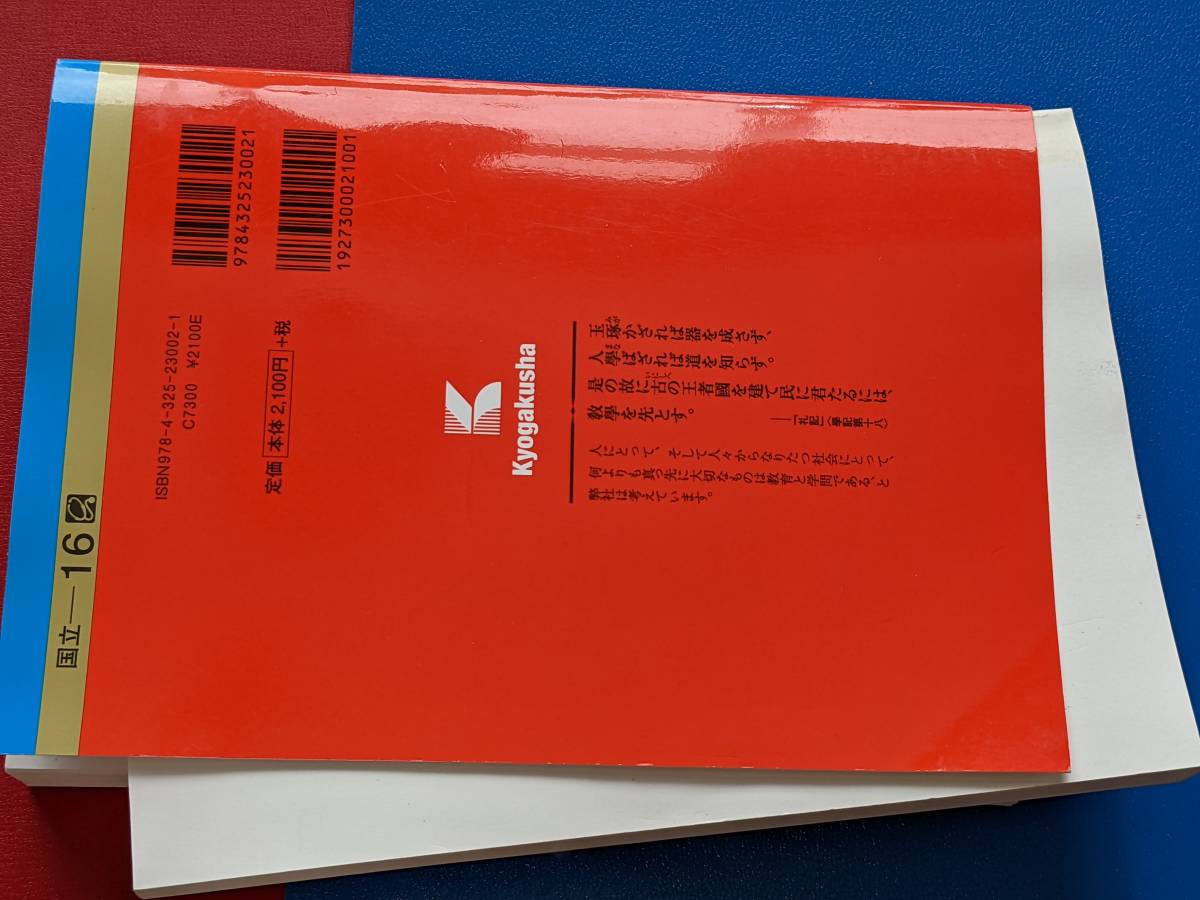 9784325230021
1927300021001
ISBN978-4-325-23002-1
C7300 ¥2100E
定価 本体2,100円 +税
国立―16
Kyogakusha
玉琢かざれば器を成さず、
人學ばざれば道を知らず。
是の故に古の王者國を建て民に君たるには、
敎學を先とす。
―『礼記』〈學記第十八〉
人にとって、そして人々からなりたつ社会にとって、
何よりも真っ先に大切なものは教育と学問である、と
弊社は考えています。